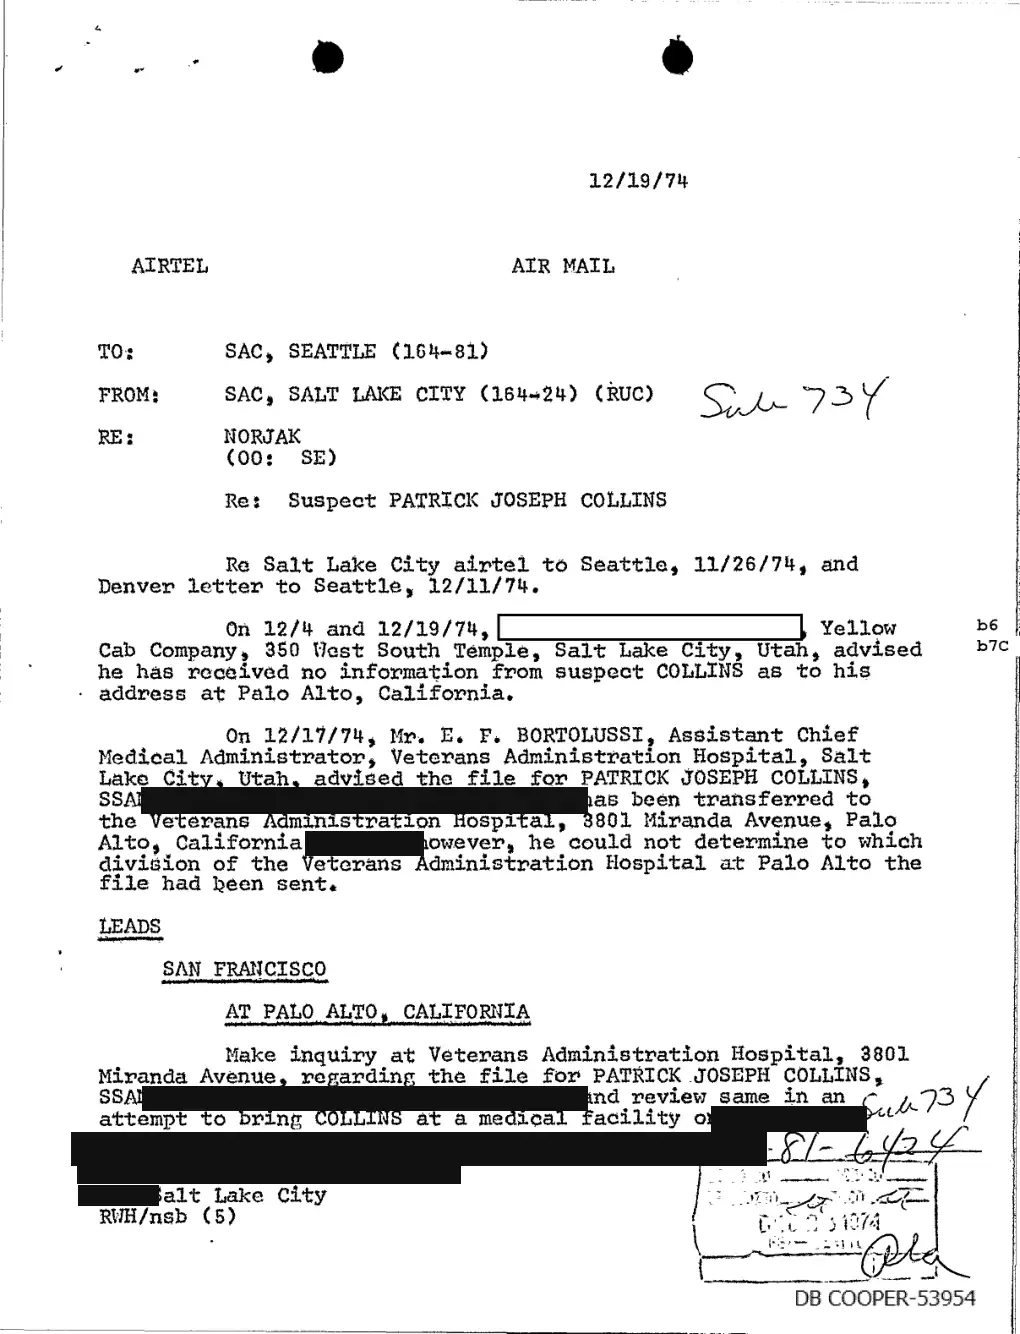 12/19/74
AIRTEL AIR MAIL
TO: SAC, SEATTLE (164-81)
FROM: SAC, SALT LAKE CITY (164-24) (RUC)
Sub 734
RE: NORJAK
(OO: SE)
Re: Suspect PATRICK JOSEPH COLLINS
Re Salt Lake City airtel to Seattle, 11/26/74, and
Denver letter to Seattle, 12/11/74.
On 12/4 and 12/19/74, , Yellow b6
Cab Company, 350 West South Temple, Salt Lake City, Utah, advised b7C
he has received no information from suspect COLLINS as to his
address at Palo Alto, California.
On 12/17/74, Mr. E. F. BORTOLUSSI, Assistant Chief
Medical Administrator, Veterans Administration Hospital, Salt
Lake City, Utah, advised the file for PATRICK JOSEPH COLLINS,
SSA has been transferred to
the Veterans Administration Hospital, 3801 Miranda Avenue, Palo
Alto, California owever, he could not determine to which
division of the Veterans Administration Hospital at Palo Alto the
file had been sent.
LEADS
SAN FRANCISCO
AT PALO ALTO, CALIFORNIA
Make inquiry at Veterans Administration Hospital, 3801
Miranda Avenue, regarding the file for PATRICK JOSEPH COLLINS,
SSA and review same in an
Sub 734
attempt to bring COLLINS at a medical facility o
-81-6424
alt Lake City
RWH/nsb (5)
DB COOPER-53954